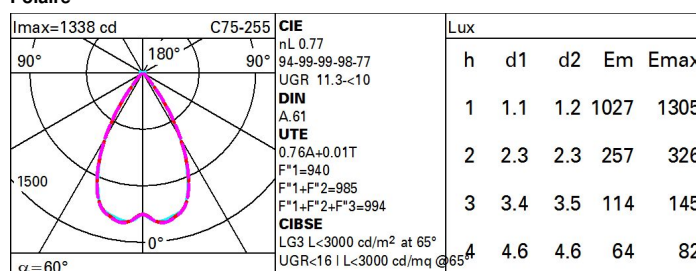 Polaire
Imax=1338 cd C75-255
90° 180° 90°
1500
0°
α=60°
CIE
nL 0.77
94-99-99-98-77
UGR 11.3-<10
DIN
A.61
UTE
0.76A+0.01T
F"1=940
F"1+F"2=985
F"1+F"2+F"3=994
CIBSE
LG3 L<3000 cd/m² at 65°
UGR<16 | L<3000 cd/mq @65°
Lux
h d1 d2 Em Emax
1 1.1 1.2 1027 1305
2 2.3 2.3 257 326
3 3.4 3.5 114 145
4 4.6 4.6 64 82